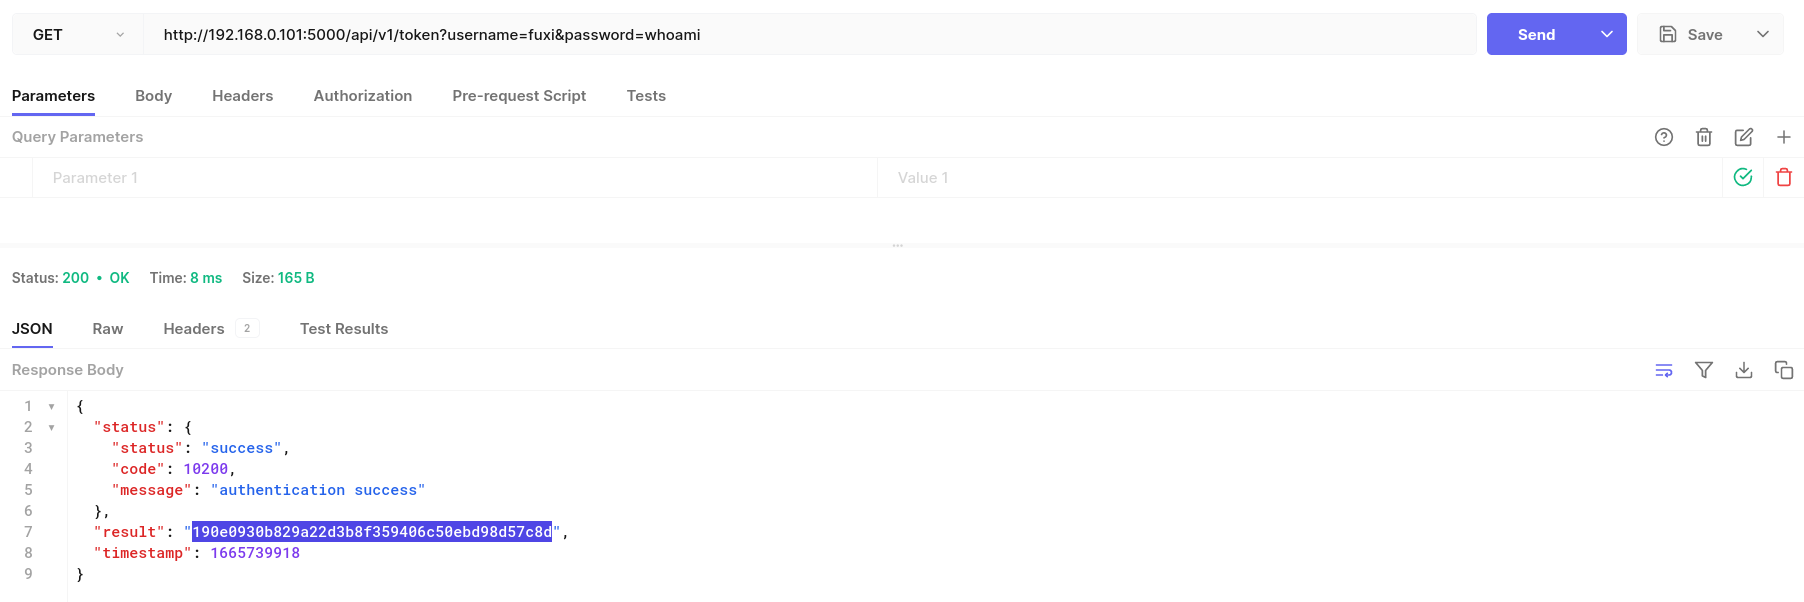 GET http://192.168.0.101:5000/api/v1/token?username=fuxi&password=whoami Send Save
Parameters Body Headers Authorization Pre-request Script Tests
Query Parameters
Parameter 1 Value 1
Status: 200 • OK Time: 8 ms Size: 165 B
JSON Raw Headers 2 Test Results
Response Body
1 {
2 "status": {
3 "status": "success",
4 "code": 10200,
5 "message": "authentication success"
6 },
7 "result": "190e0930b829a22d3b8f359406c50ebd98d57c8d",
8 "timestamp": 1665739918
9 }